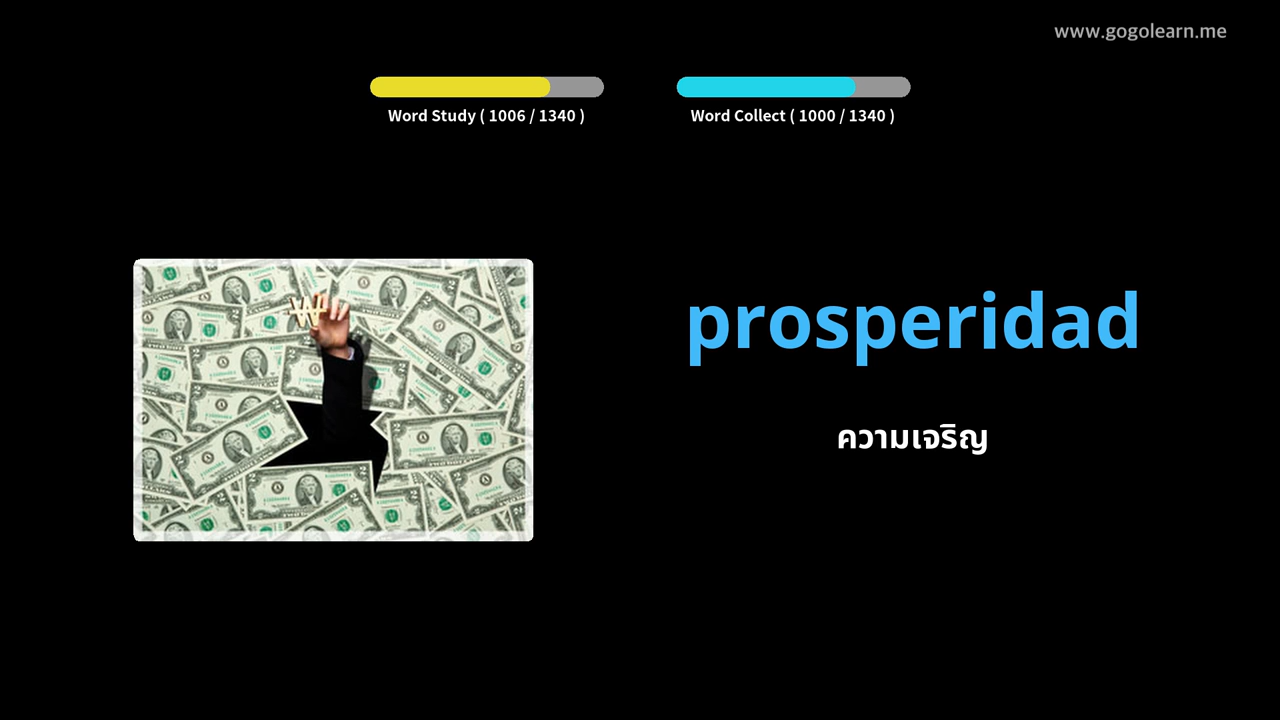 www.gogolearn.me
Word Study ( 1006 / 1340 )
Word Collect ( 1000 / 1340 )
prosperidad
ความเจริญ